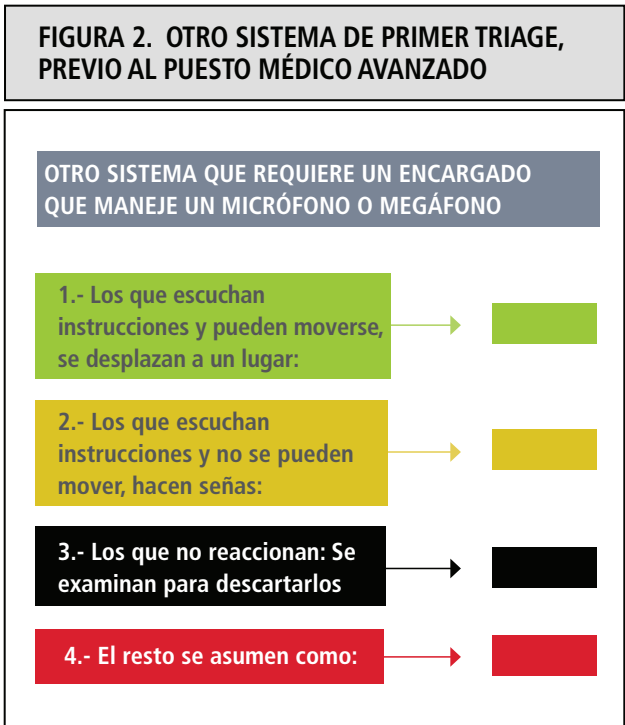 FIGURA 2. OTRO SISTEMA DE PRIMER TRIAGE,
PREVIO AL PUESTO MÉDICO AVANZADO
OTRO SISTEMA QUE REQUIERE UN ENCARGADO
QUE MANEJE UN MICRÓFONO O MEGÁFONO
1.- Los que escuchan
instrucciones y pueden moverse,
se desplazan a un lugar:
2.- Los que escuchan
instrucciones y no se pueden
mover, hacen señas:
3.- Los que no reaccionan: Se
examinan para descartarlos
4.- El resto se asumen como: